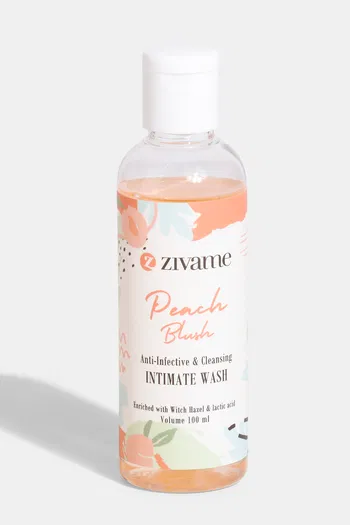 ZIVAME
Peach
Blush
Anti-Infective & Cleansing
INTIMATE WASH
Enriched with Witch Hazel & lactic acid
Volume 100 ml